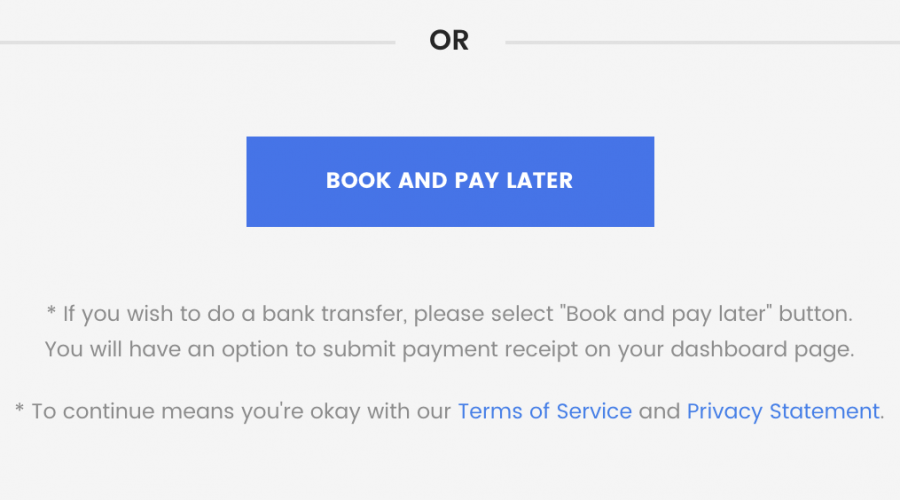 OR
BOOK AND PAY LATER
* If you wish to do a bank transfer, please select "Book and pay later" button.
You will have an option to submit payment receipt on your dashboard page.
* To continue means you're okay with our Terms of Service and Privacy Statement.